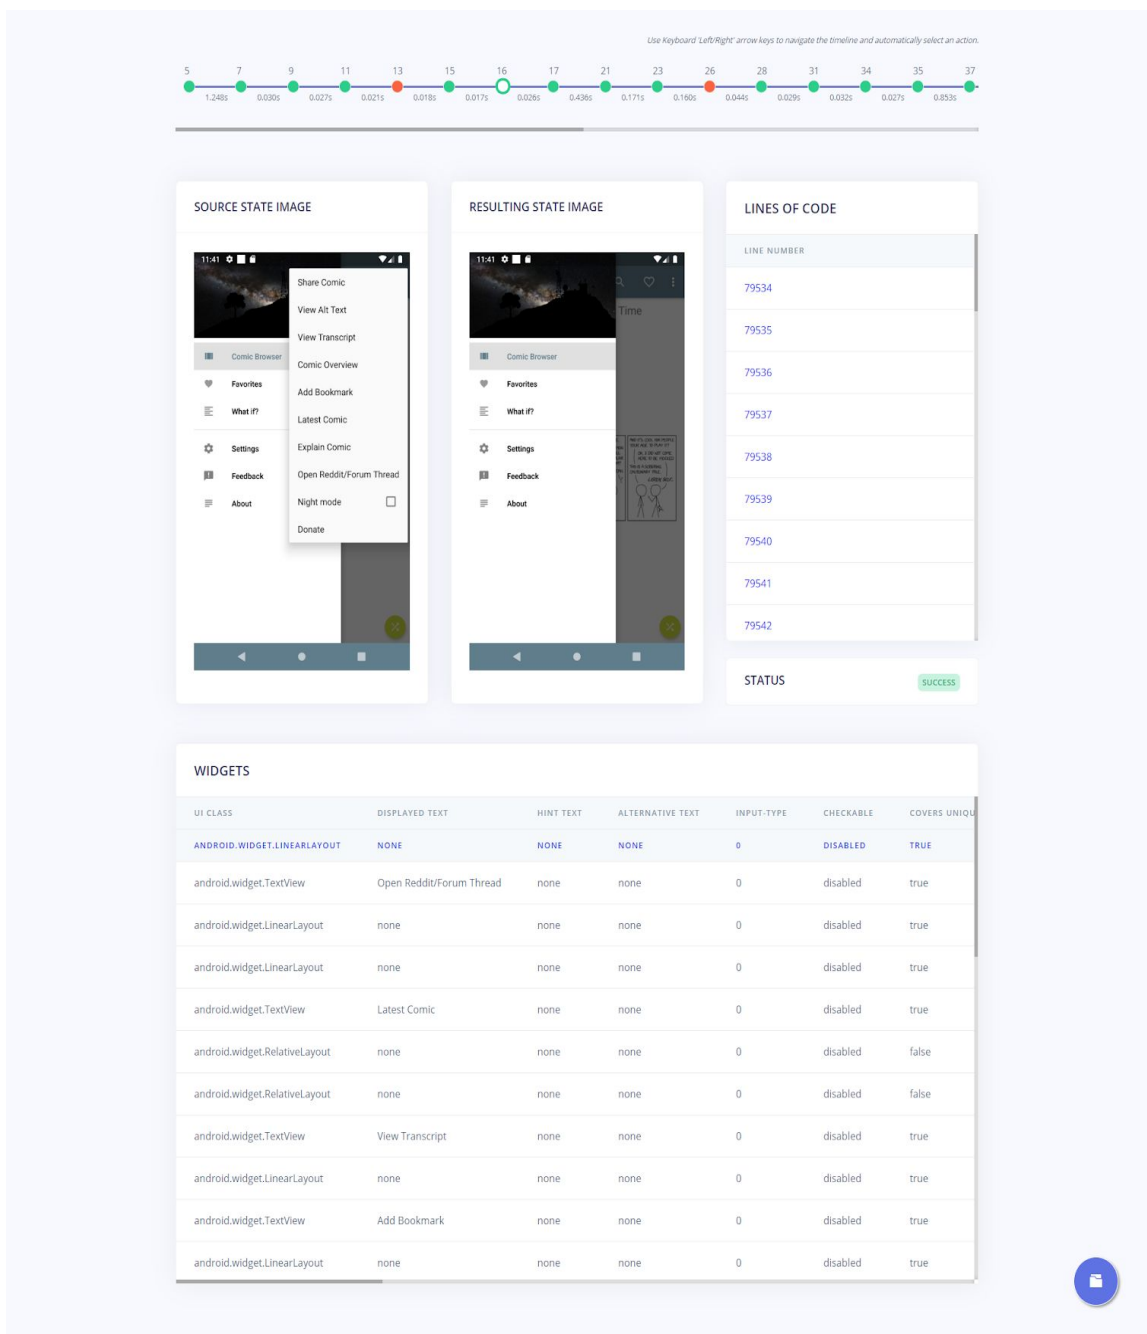 Use Keyboard 'Left/Right' arrow keys to navigate the timeline and automatically select an action.
5 7 9 11 13 15 16 17 21 23 26 28 31 34 35 37
1.248s 0.030s 0.027s 0.021s 0.018s 0.017s 0.026s 0.436s 0.171s 0.160s 0.044s 0.029s 0.032s 0.027s 0.853s
SOURCE STATE IMAGE
11:41
Share Comic
View Alt Text
View Transcript
Comic Overview
Add Bookmark
Latest Comic
Explain Comic
Open Reddit/Forum Thread
Night mode
Donate
Comic Browser
Favorites
What if?
Settings
Feedback
About
RESULTING STATE IMAGE
11:41
Time
Comic Browser
Favorites
What if?
Settings
Feedback
About
LINES OF CODE
LINE NUMBER
79534
79535
79536
79537
79538
79539
79540
79541
79542
STATUS SUCCESS
WIDGETS
UI CLASS DISPLAYED TEXT HINT TEXT ALTERNATIVE TEXT INPUT-TYPE CHECKABLE COVERS UNIQU
ANDROID.WIDGET.LINEARLAYOUT NONE NONE NONE 0 DISABLED TRUE
android.widget.TextView Open Reddit/Forum Thread none none 0 disabled true
android.widget.LinearLayout none none none 0 disabled true
android.widget.LinearLayout none none none 0 disabled true
android.widget.TextView Latest Comic none none 0 disabled true
android.widget.RelativeLayout none none none 0 disabled false
android.widget.RelativeLayout none none none 0 disabled false
android.widget.TextView View Transcript none none 0 disabled true
android.widget.LinearLayout none none none 0 disabled true
android.widget.TextView Add Bookmark none none 0 disabled true
android.widget.LinearLayout none none none 0 disabled true